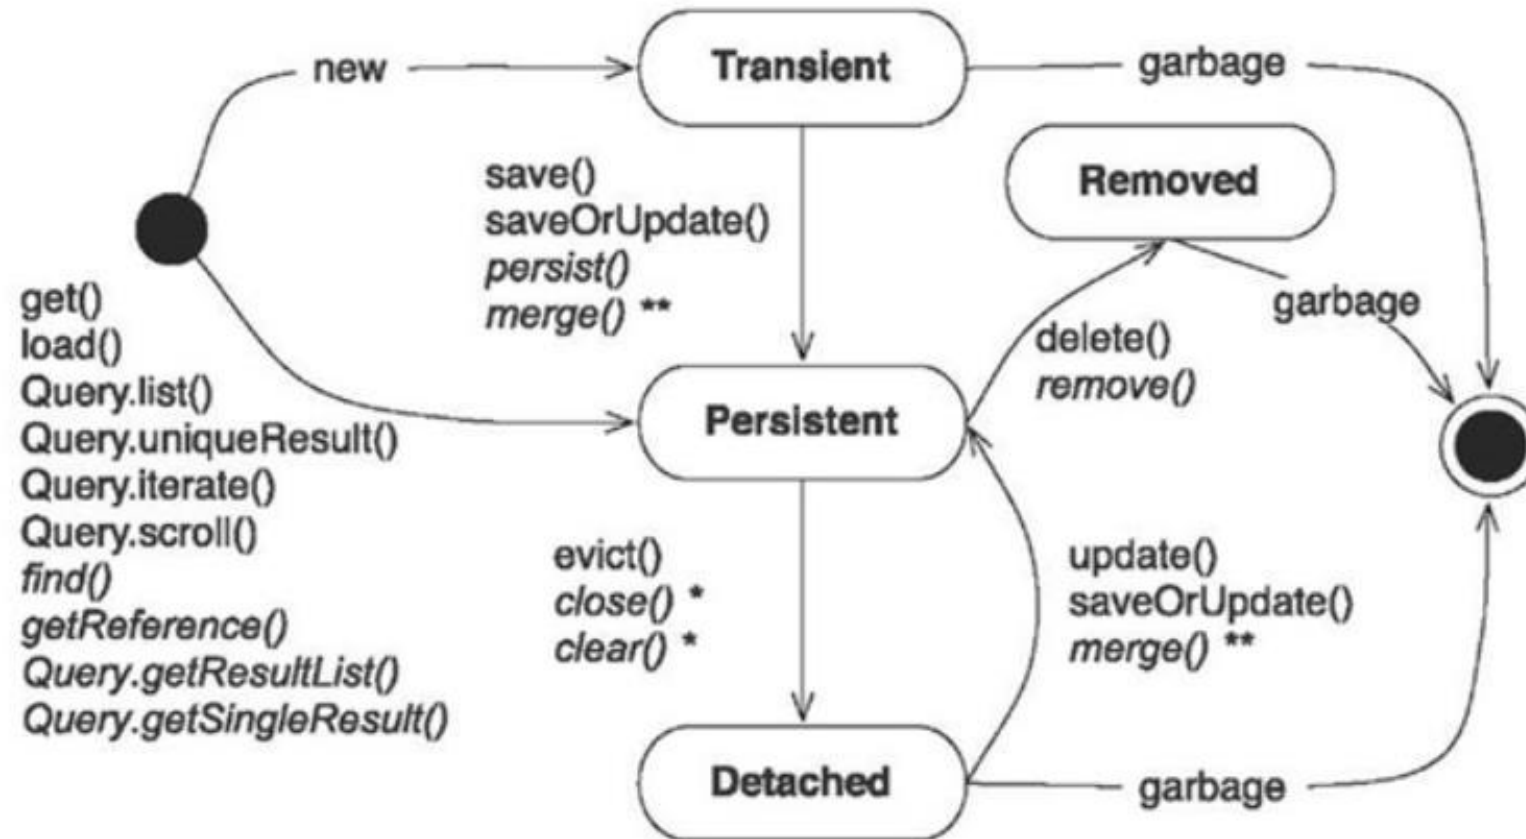 new
Transient
garbage
save()
saveOrUpdate()
persist()
merge() **
Removed
garbage
delete()
remove()
get()
load()
Query.list()
Query.uniqueResult()
Query.iterate()
Query.scroll()
find()
getReference()
Query.getResultList()
Query.getSingleResult()
Persistent
evict()
close() *
clear() *
update()
saveOrUpdate()
merge() **
Detached
garbage